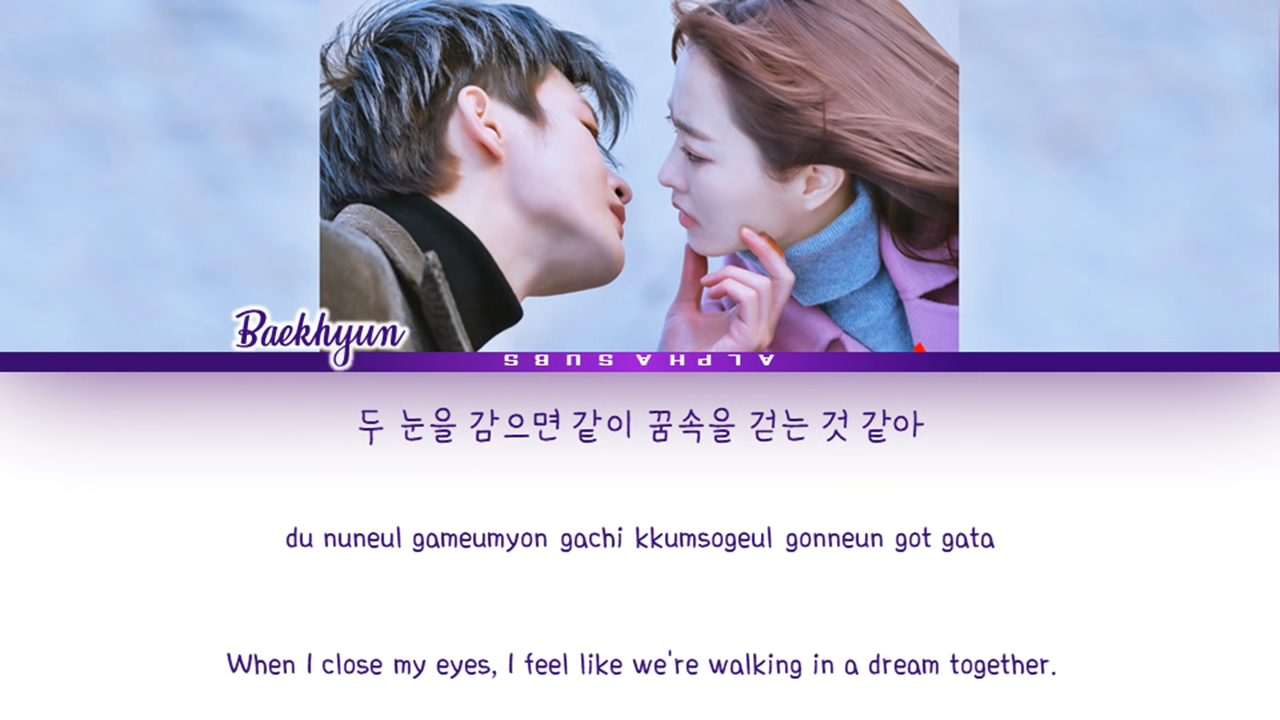 Baekhyun
ALPHASUBS
두 눈을 감으면 같이 꿈속을 걷는 것 같아
du nuneul gameumyon gachi kkumsogeul gonneun got gata
When I close my eyes, I feel like we're walking in a dream together.